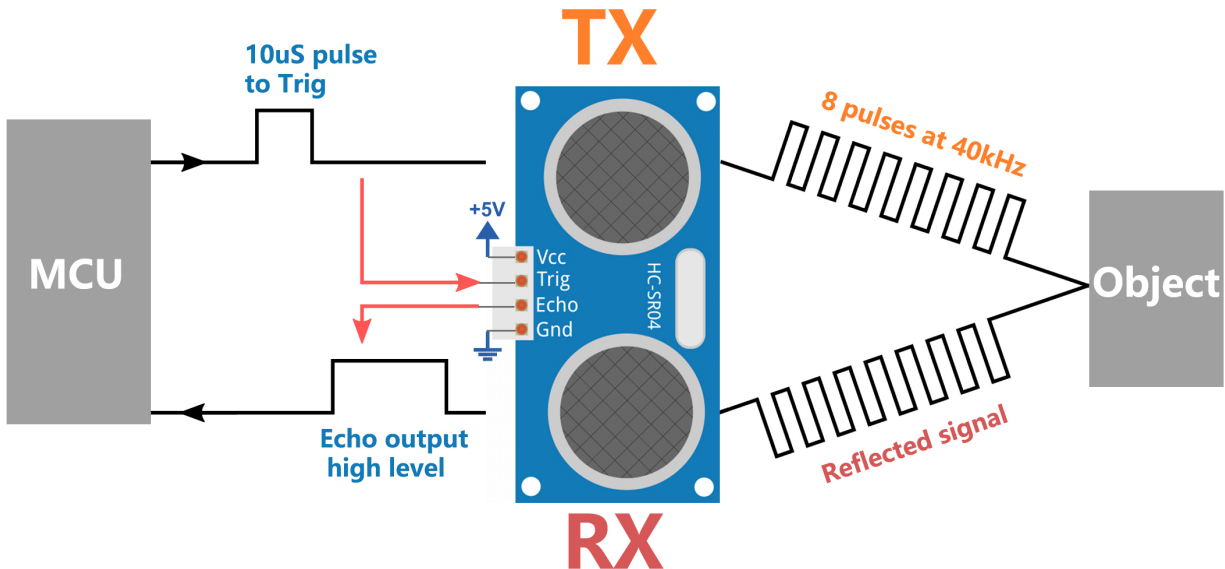 TX
10uS pulse
to Trig
8 pulses at 40kHz
+5V
MCU
Vcc
Trig
Echo
Gnd
HC-SR04
Object
Echo output
high level
Reflected signal
RX